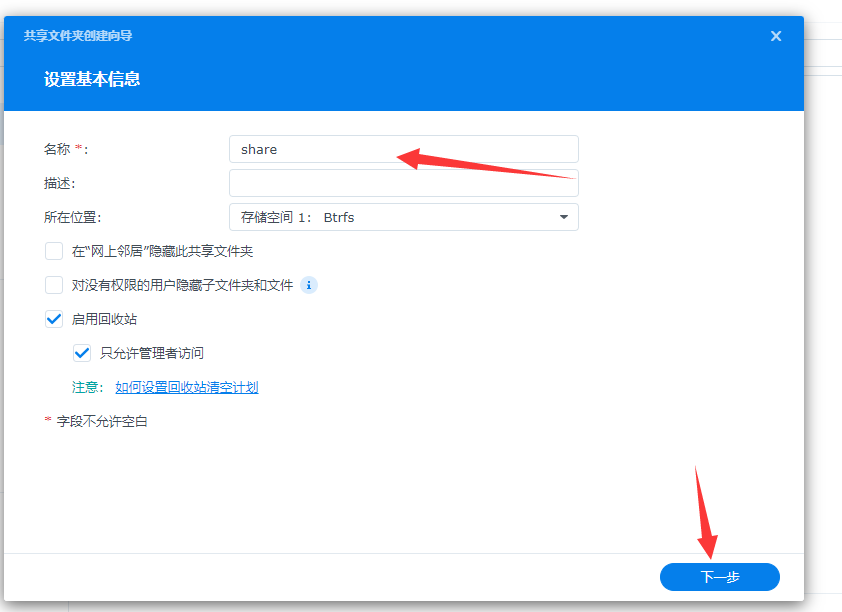 共享文件夹创建向导
设置基本信息
名称 *: share
描述:
所在位置: 存储空间 1: Btrfs
在“网上邻居”隐藏此共享文件夹
对没有权限的用户隐藏子文件夹和文件
启用回收站
只允许管理者访问
注意: 如何设置回收站清空计划
* 字段不允许空白
下一步